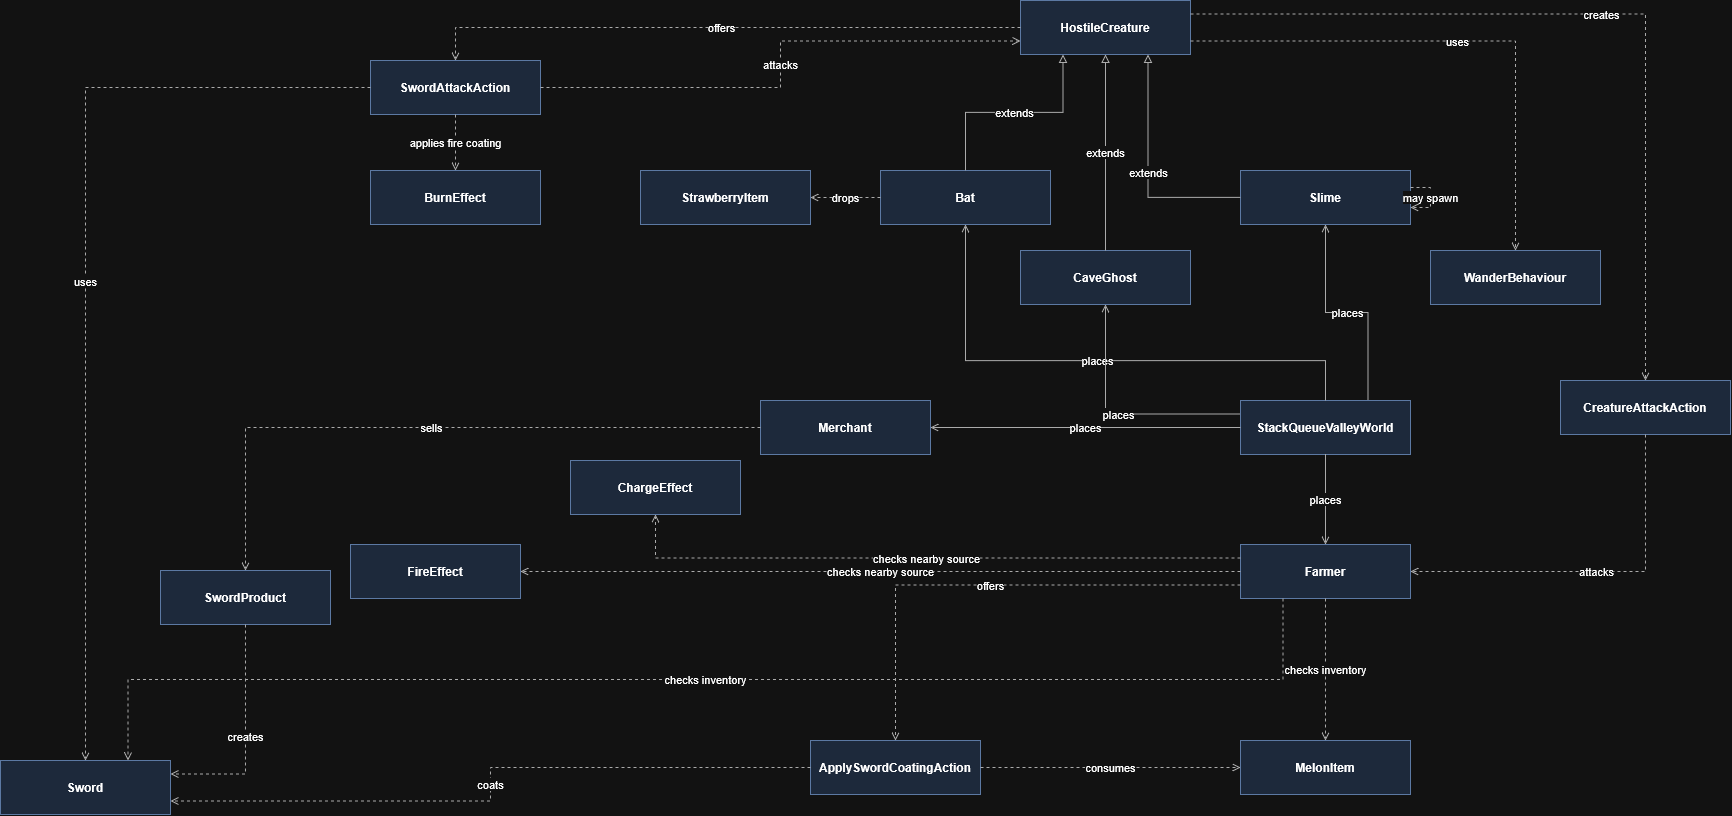 HostileCreature
creates
offers
uses
attacks
SwordAttackAction
extends
applies fire coating
extends
extends
BurnEffect
StrawberryItem
drops
Bat
Slime
may spawn
CaveGhost
WanderBehaviour
uses
places
places
CreatureAttackAction
places
sells
Merchant
places
StackQueueValleyWorld
ChargeEffect
places
checks nearby source
FireEffect
checks nearby source
Farmer
attacks
offers
SwordProduct
checks inventory
checks inventory
creates
ApplySwordCoatingAction
consumes
MelonItem
Sword
coats